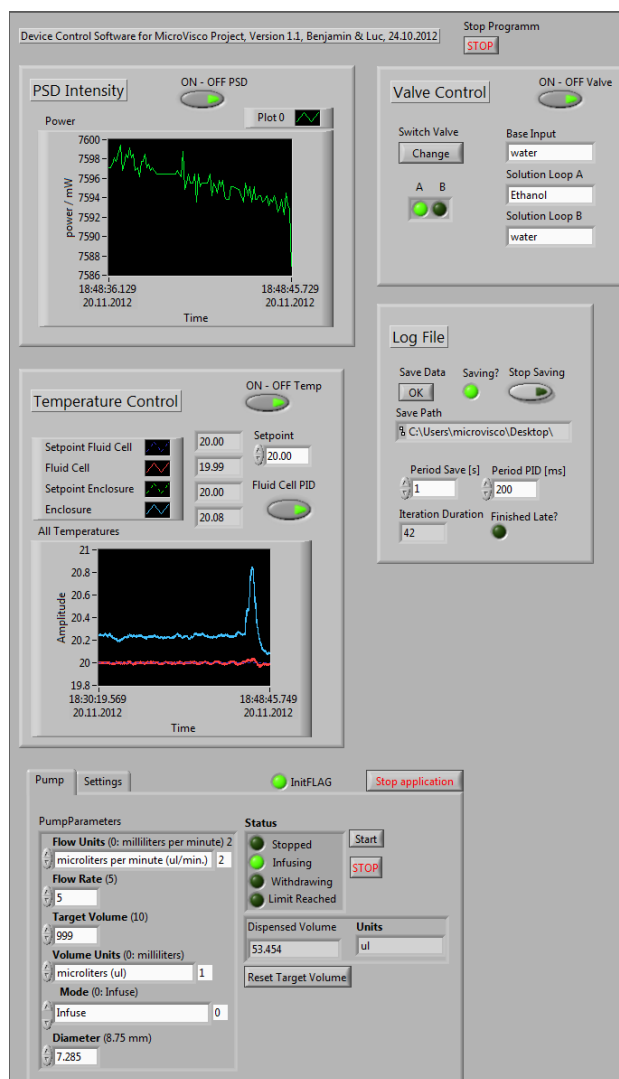 Device Control Software for MicroVisco Project, Version 1.1, Benjamin & Luc, 24.10.2012
Stop Programm
STOP
PSD Intensity
ON - OFF PSD
Power
Plot 0
7600
7598
7596
7594
7592
7590
7588
7586
power / mW
18:48:36.129
20.11.2012
18:48:45.729
20.11.2012
Time
Valve Control
ON - OFF Valve
Switch Valve
Change
A B
Base Input
water
Solution Loop A
Ethanol
Solution Loop B
water
Log File
Save Data
Saving?
Stop Saving
OK
Save Path
C:\Users\microvisco\Desktop\
Period Save [s]
Period PID [ms]
1
200
Iteration Duration
Finished Late?
42
Temperature Control
ON - OFF Temp
Setpoint Fluid Cell
20.00
Fluid Cell
19.99
Setpoint Enclosure
20.00
Enclosure
20.08
Setpoint
20.00
Fluid Cell PID
All Temperatures
21
20.8
20.6
20.4
20.2
20
19.8
Amplitude
18:30:19.569
20.11.2012
18:48:45.749
20.11.2012
Time
Pump
Settings
InitFLAG
Stop application
PumpParameters
Flow Units (0: milliliters per minute) 2
microliters per minute (ul/min.)
2
Flow Rate (5)
5
Target Volume (10)
999
Volume Units (0: milliliters)
microliters (ul)
1
Mode (0: Infuse)
Infuse
0
Diameter (8.75 mm)
7.285
Status
Stopped
Infusing
Withdrawing
Limit Reached
Start
STOP
Dispensed Volume
Units
53.454
ul
Reset Target Volume